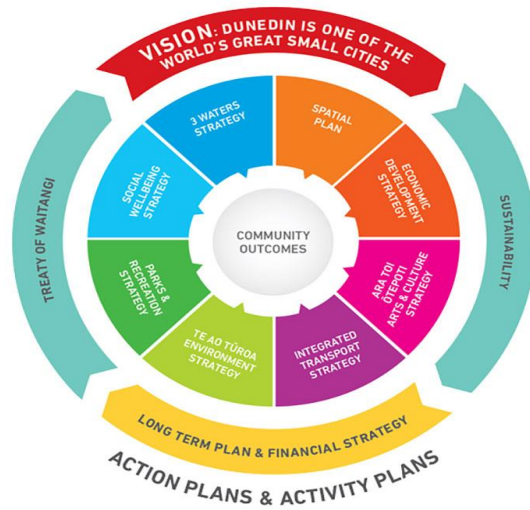 VISION: DUNEDIN IS ONE OF THE
WORLD'S GREAT SMALL CITIES
3 WATERS
STRATEGY
SPATIAL
PLAN
SOCIAL
WELLBEING
STRATEGY
ECONOMIC
DEVELOPMENT
STRATEGY
TREATY OF WAITANGI
COMMUNITY
OUTCOMES
SUSTAINABILITY
PARKS &
RECREATION
STRATEGY
ARA TOI
ŌTEPOTI
ARTS & CULTURE
STRATEGY
TE AO TŪROA
ENVIRONMENT
STRATEGY
INTEGRATED
TRANSPORT
STRATEGY
LONG TERM PLAN & FINANCIAL STRATEGY
ACTION PLANS & ACTIVITY PLANS